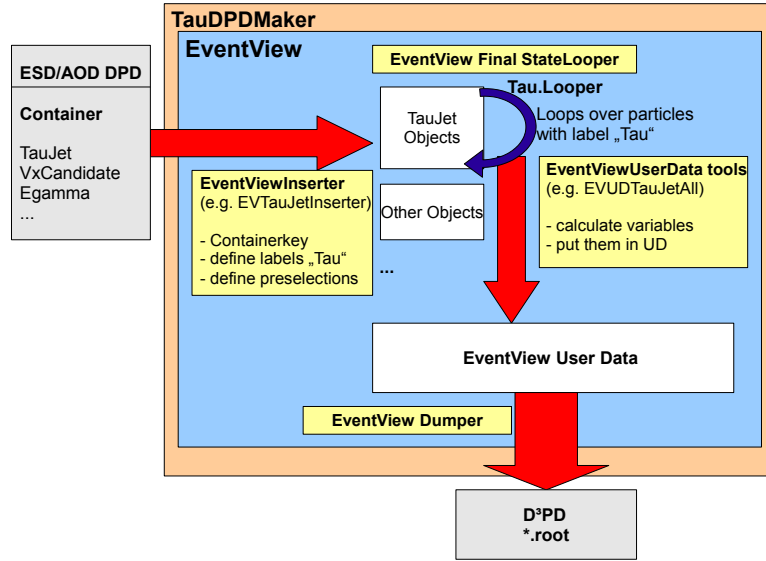 TauDPDMaker
EventView
ESD/AOD DPD
Container
TauJet
VxCandidate
Egamma
...
EventView Final StateLooper
Tau.Looper
Loops over particles
with label „Tau“
TauJet
Objects
Other Objects
...
EventViewInserter
(e.g. EVTauJetInserter)
- Containerkey
- define labels „Tau“
- define preselections
EventViewUserData tools
(e.g. EVUDTauJetAll)
- calculate variables
- put them in UD
EventView User Data
EventView Dumper
D³PD
*.root